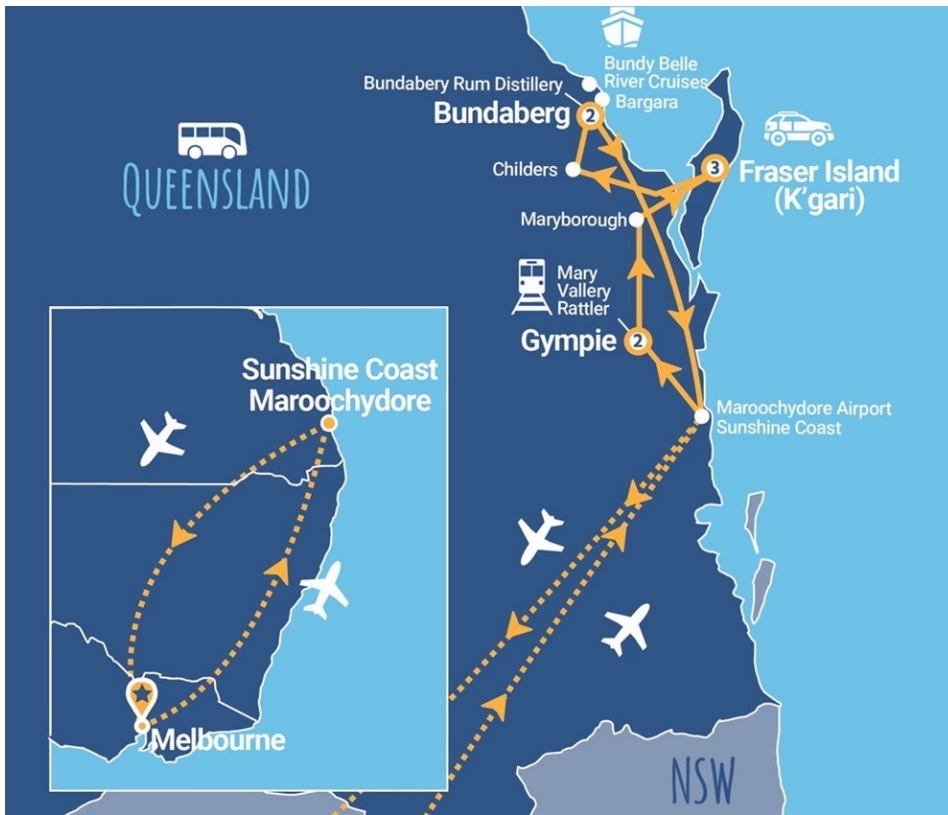 Bundy Belle
River Cruises
Bundabery Rum Distillery
Bargara
Bundaberg
2
Childers
3
Fraser Island
(K'gari)
QUEENSLAND
Maryborough
Mary
Vallery
Rattler
Gympie
2
Maroochydore Airport
Sunshine Coast
Sunshine Coast
Maroochydore
Melbourne
NSW